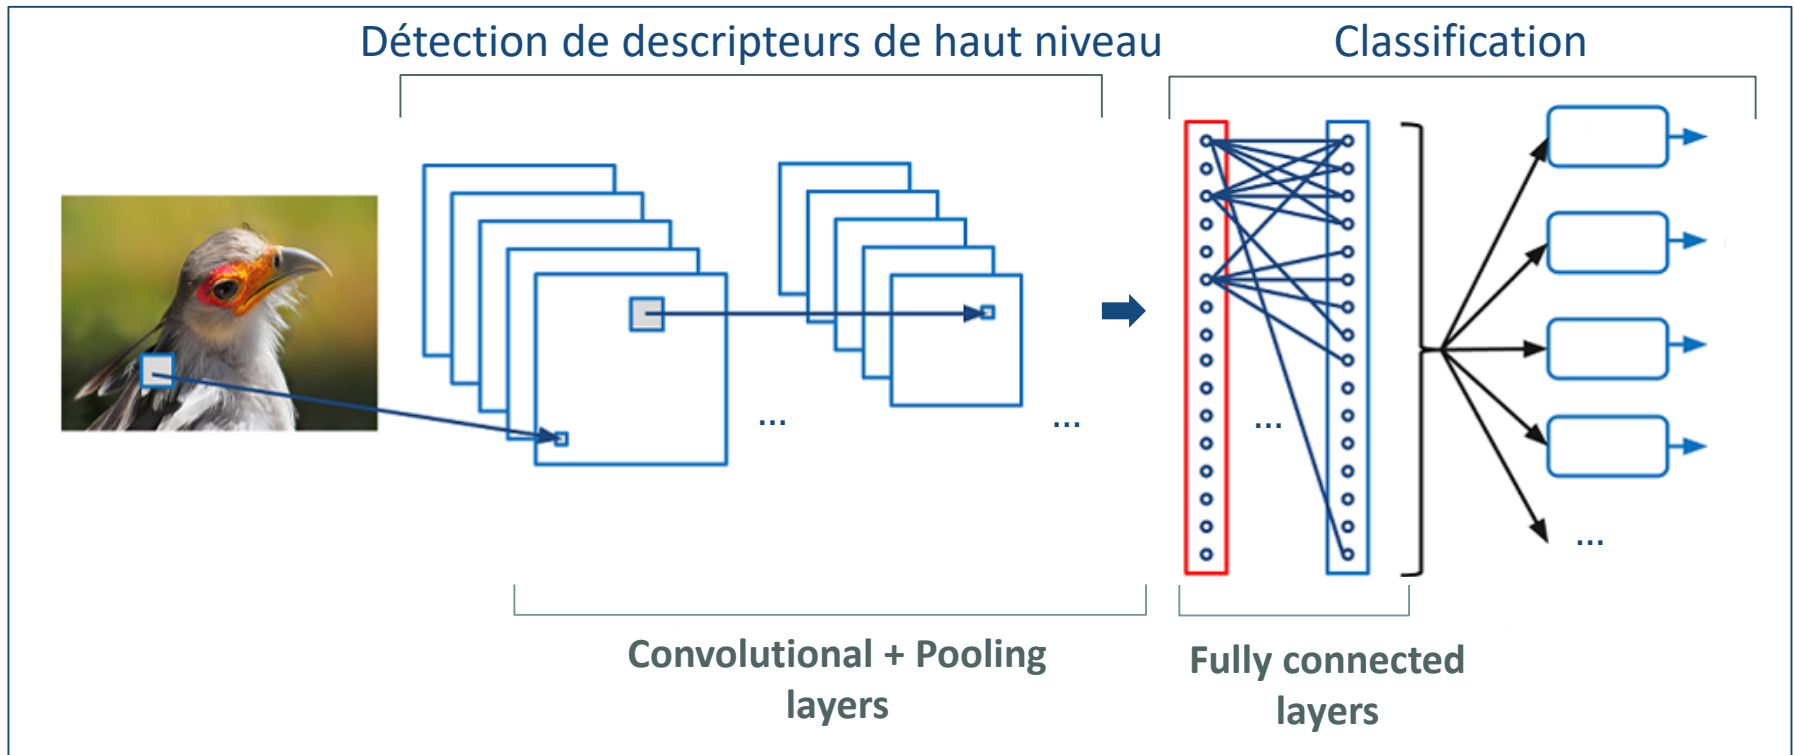 Détection de descripteurs de haut niveau
Classification
...
...
...
...
Convolutional + Pooling
layers
Fully connected
layers